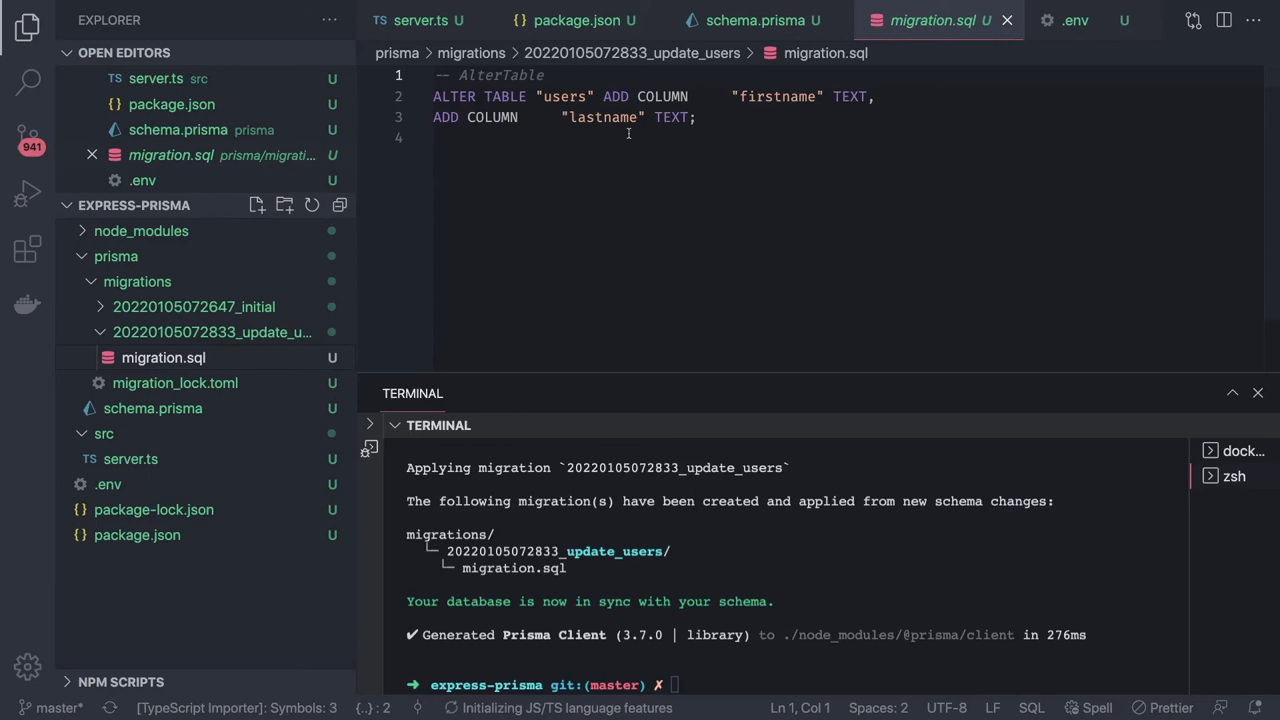 EXPLORER
···
OPEN EDITORS
TS server.ts src U
{} package.json U
schema.prisma prisma U
migration.sql prisma/migrati... U
.env U
EXPRESS-PRISMA
node_modules
prisma
migrations
20220105072647_initial
20220105072833_update_u...
migration.sql U
migration_lock.toml U
schema.prisma U
src
TS server.ts U
.env U
{} package-lock.json U
{} package.json U
NPM SCRIPTS
941
TS server.ts U
{} package.json U
schema.prisma U
migration.sql U
.env U
···
prisma > migrations > 20220105072833_update_users > migration.sql
1 -- AlterTable
2 ALTER TABLE "users" ADD COLUMN "firstname" TEXT,
3 ADD COLUMN "lastname" TEXT;
4
TERMINAL
TERMINAL
Applying migration `20220105072833_update_users`
The following migration(s) have been created and applied from new schema changes:
migrations/
└─ 20220105072833_update_users/
└─ migration.sql
Your database is now in sync with your schema.
✔ Generated Prisma Client (3.7.0 | library) to ./node_modules/@prisma/client in 276ms
➜ express-prisma git:(master) ✗
dock...
zsh
master* [TypeScript Importer]: Symbols: 3 {..} : 2 Initializing JS/TS language features Ln 1, Col 1 Spaces: 2 UTF-8 LF SQL Spell Prettier